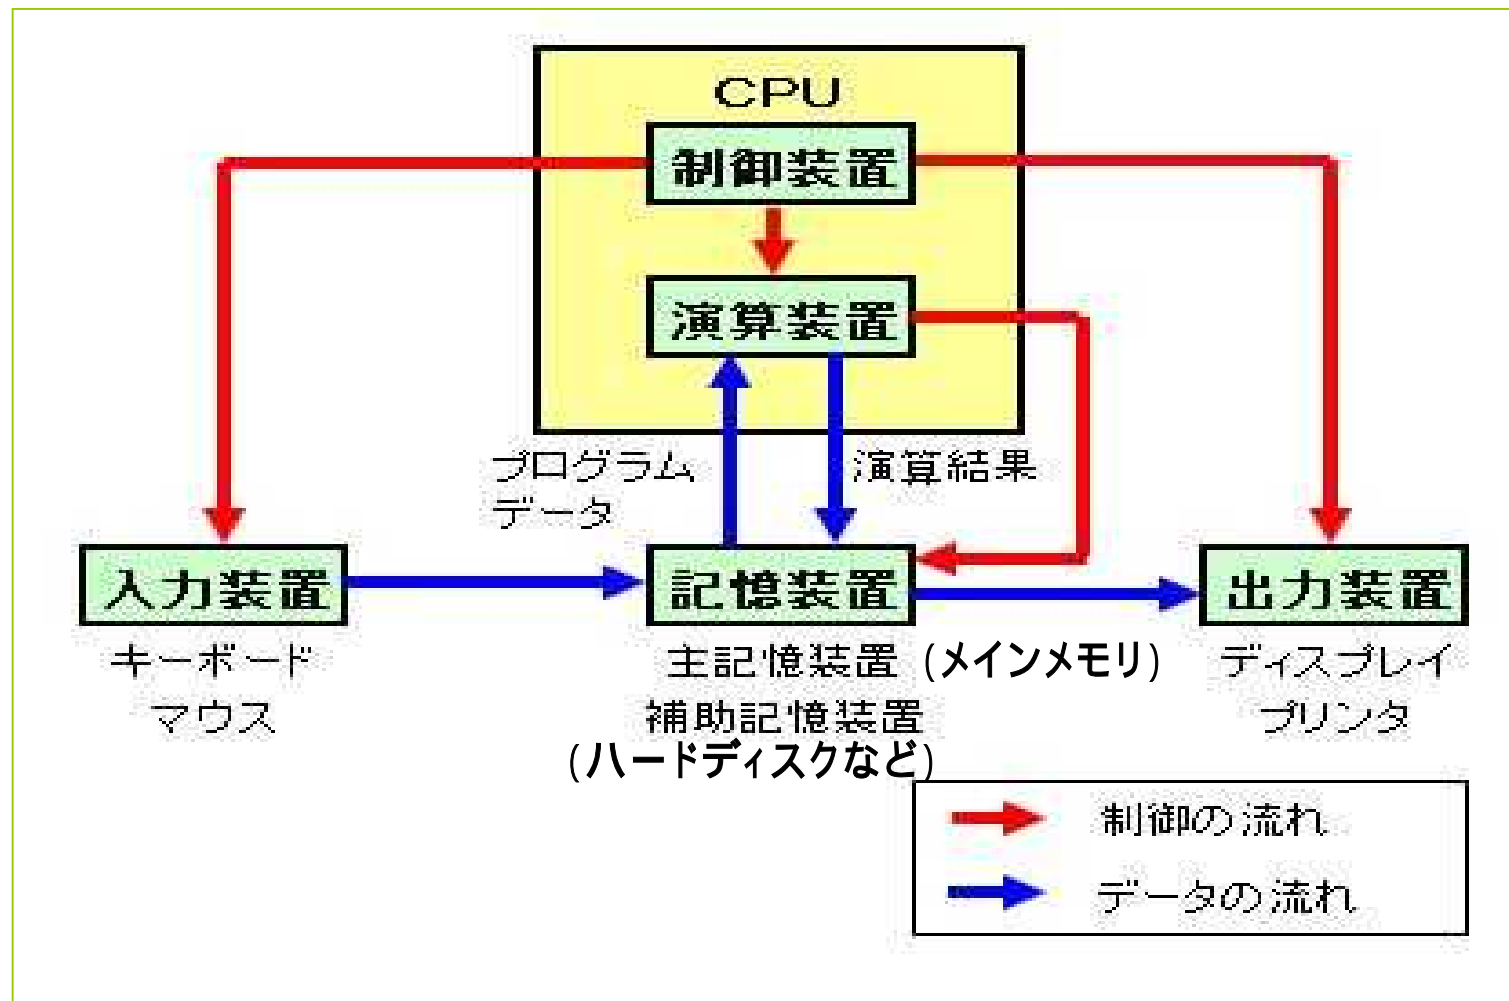 CPU
制御装置
演算装置
プログラム
データ
演算結果
入力装置
記憶装置
出力装置
キーボード
マウス
主記憶装置 (メインメモリ)
補助記憶装置
(ハードディスクなど)
ディスプレイ
プリンタ
制御の流れ
データの流れ